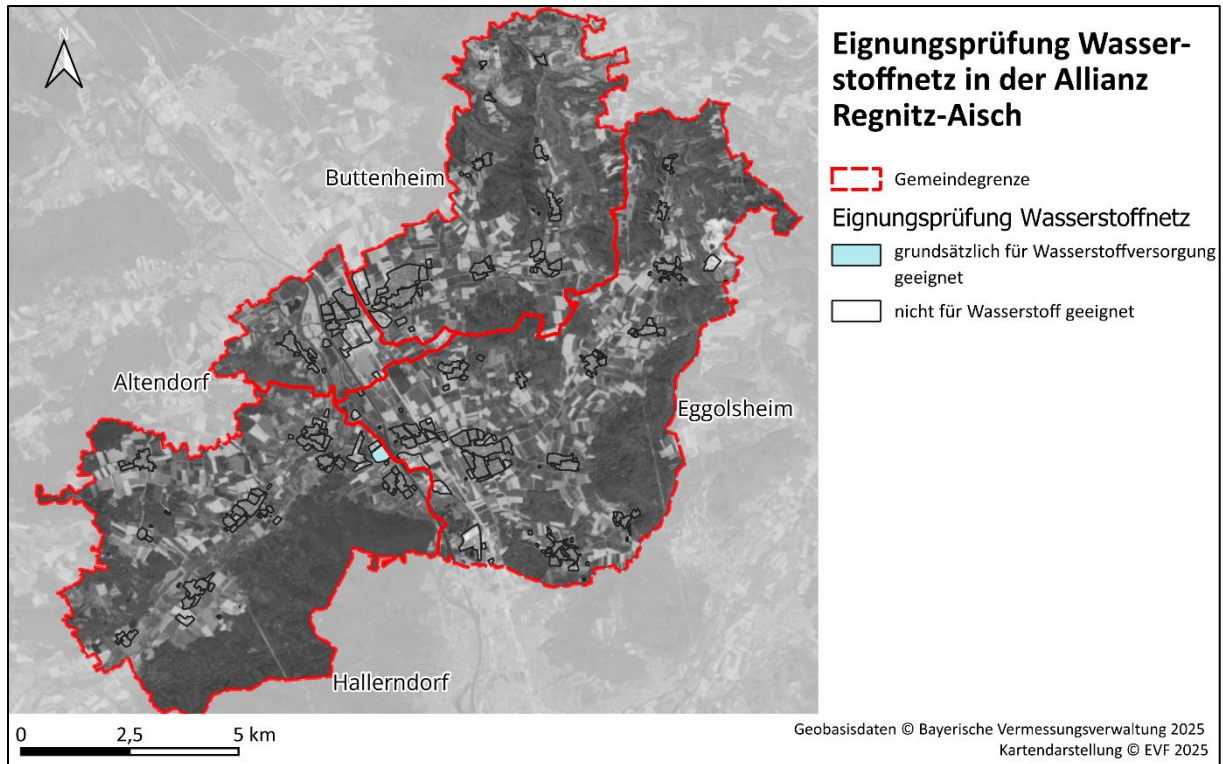 N
Eignungsprüfung Wasser-
stoffnetz in der Allianz
Regnitz-Aisch
Gemeindegrenze
Eignungsprüfung Wasserstoffnetz
grundsätzlich für Wasserstoffversorgung
geeignet
nicht für Wasserstoff geeignet
Buttenheim
Altendorf
Eggolsheim
Hallerndorf
0 2,5 5 km
Geobasisdaten © Bayerische Vermessungsverwaltung 2025
Kartendarstellung © EVF 2025